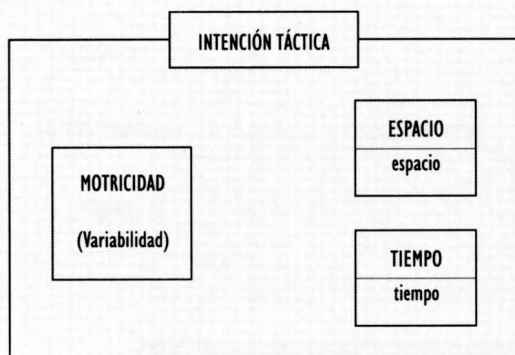 INTENCIÓN TÁCTICA
MOTRICIDAD
(Variabilidad)
ESPACIO
espacio
TIEMPO
tiempo